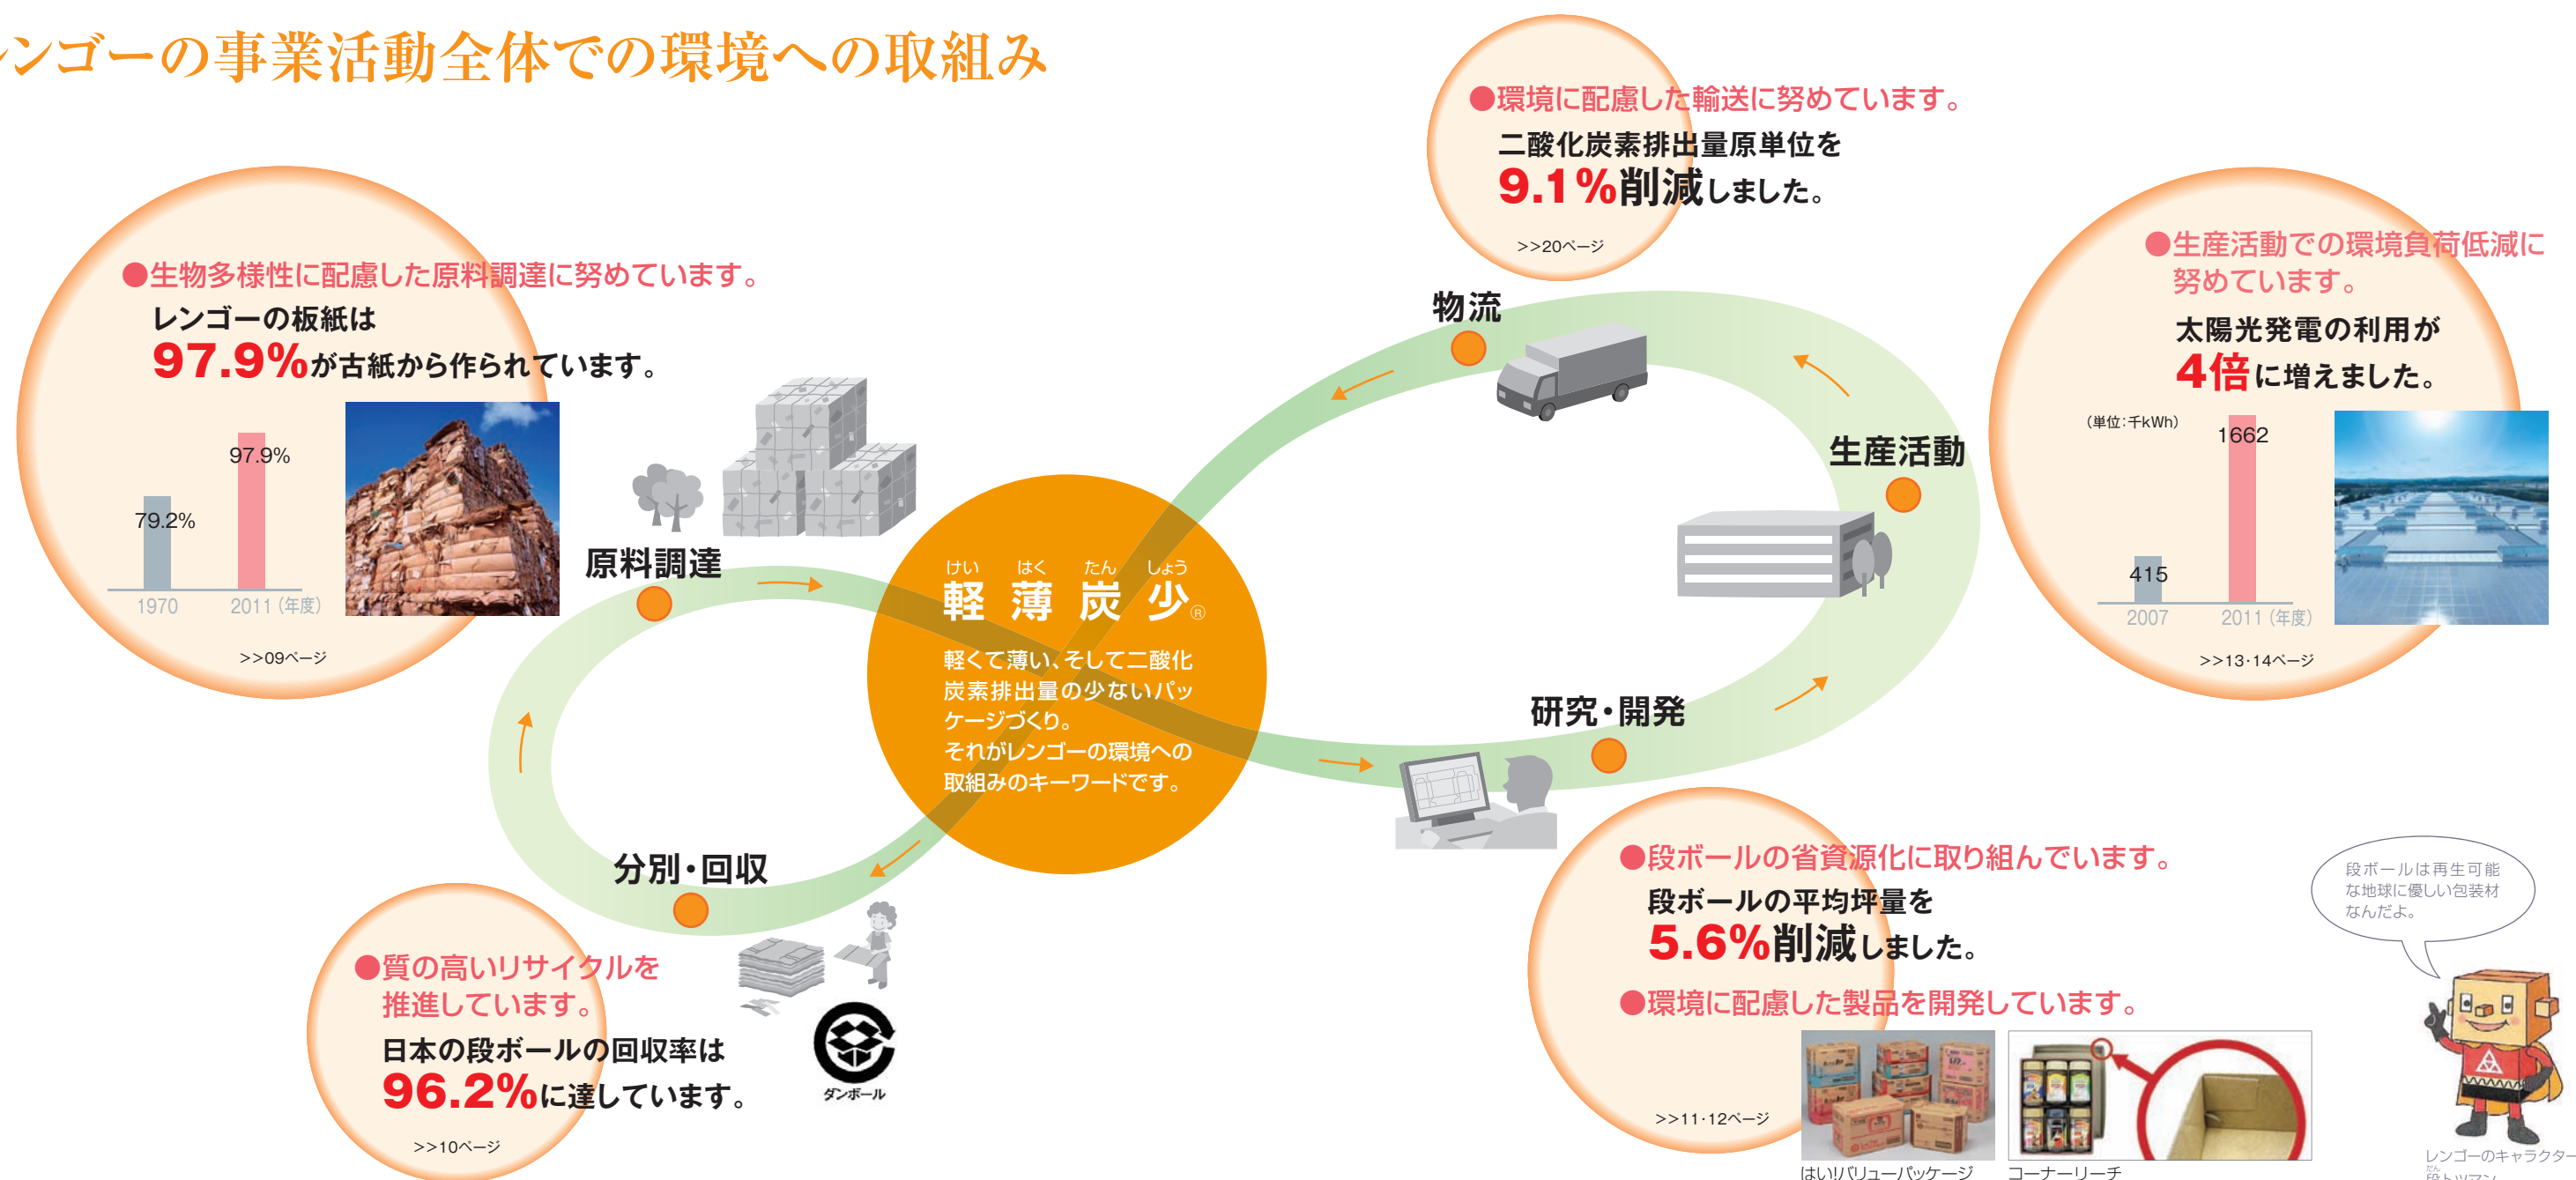 レンゴーの事業活動全体での環境への取組み
●環境に配慮した輸送に努めています。
二酸化炭素排出量原単位を
9.1%削減しました。
>>20ページ
●生物多様性に配慮した原料調達に努めています。
レンゴーの板紙は
97.9%が古紙から作られています。
97.9%
79.2%
1970
2011（年度）
>>09ページ
●生産活動での環境負荷低減に
努めています。
太陽光発電の利用が
4倍に増えました。
（単位：千kWh）
1662
415
2007
2011（年度）
>>13・14ページ
物流
生産活動
原料調達
研究・開発
分別・回収
けい はく たん しょう
軽 薄 炭 少®
軽くて薄い、そして二酸化
炭素排出量の少ないパッ
ケージづくり。
それがレンゴーの環境への
取組みのキーワードです。
●質の高いリサイクルを
推進しています。
日本の段ボールの回収率は
96.2%に達しています。
>>10ページ
ダンボール
●段ボールの省資源化に取り組んでいます。
段ボールの平均坪量を
5.6%削減しました。
●環境に配慮した製品を開発しています。
>>11・12ページ
はい!バリューパッケージ
コーナーリーチ
段ボールは再生可能
な地球に優しい包装材
なんだよ。
レンゴーのキャラクター
だん
段トツマン